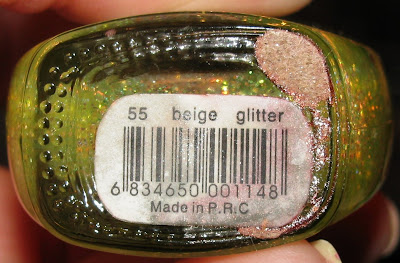 55 beige glitter
6 834650 001148
Made in P.R.C